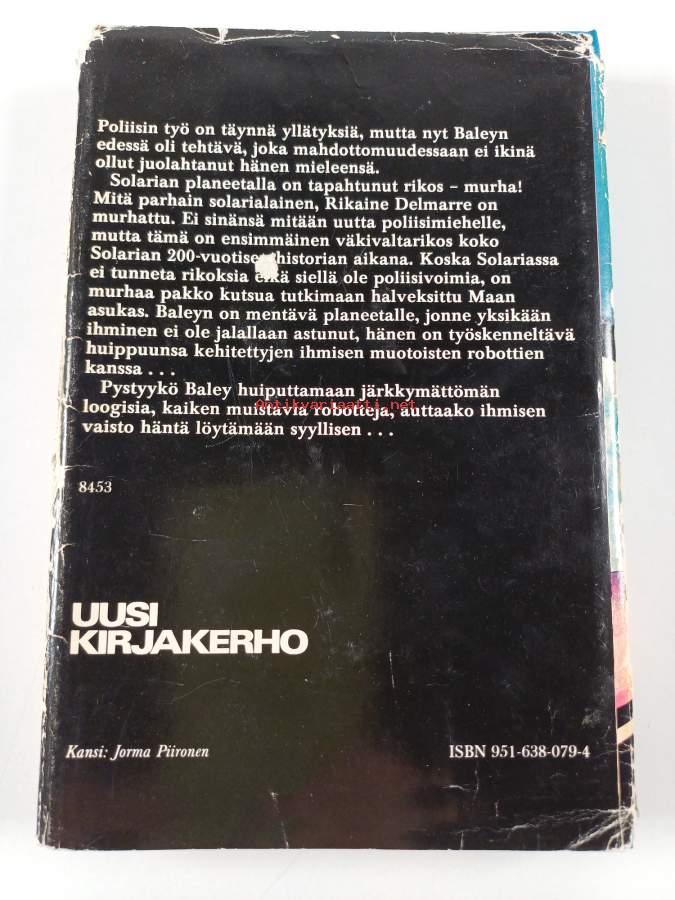 Poliisin työ on täynnä yllätyksiä, mutta nyt Baleyn
edessä oli tehtävä, joka mahdottomuudessaan ei ikinä
ollut juolahtanut hänen mieleensä.
Solarian planeetalla on tapahtunut rikos – murha!
Mitä parhain solarialainen, Rikaine Delmarre on
murhattu. Ei sinänsä mitään uutta poliisimiehelle,
mutta tämä on ensimmäinen väkivaltarikos koko
Solarian 200-vuotisen historian aikana. Koska Solariassa
ei tunneta rikoksia eikä siellä ole poliisivoimia, on
murhaa pakko kutsua tutkimaan halveksittu Maan
asukas. Baleyn on mentävä planeetalle, jonne yksikään
ihminen ei ole jalallaan astunut, hänen on työskenneltävä
huippuunsa kehitettyjen ihmisen muotoisten robottien
kanssa . . .
Pystyykö Baley huiputtamaan järkkymättömän
Antikvariaatti.net
loogisia, kaiken muistavia robotteja, auttaako ihmisen
vaisto häntä löytämään syyllisen . . .
8453
UUSI
KIRJAKERHO
Kansi: Jorma Piironen
ISBN 951-638-079-4